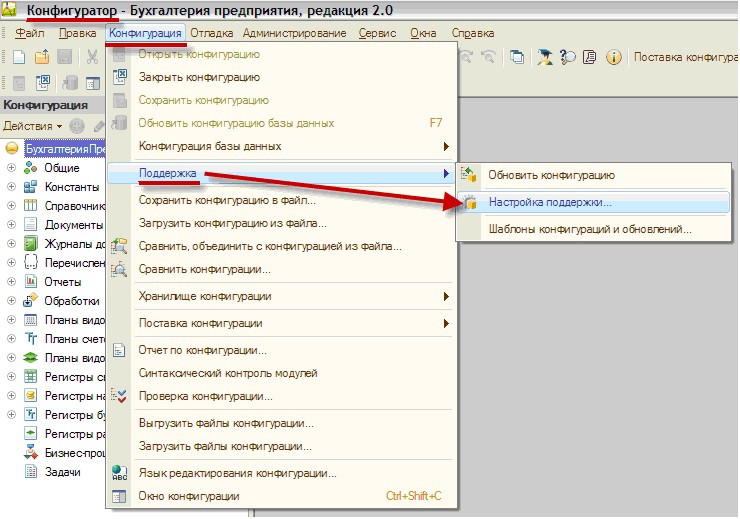 Конфигуратор - Бухгалтерия предприятия, редакция 2.0
Файл Правка Конфигурация Отладка Администрирование Сервис Окна Справка
Поставка конфигура
Конфигурация
Действия
БухгалтерияПре
Общие
Константы
Справочник
Документы
Журналы до
Перечислен
Отчеты
Обработки
Планы видо
Планы счет
Планы видо
Регистры св
Регистры на
Регистры бу
Регистры ра
Бизнес-проц
Задачи
Открыть конфигурацию
Закрыть конфигурацию
Сохранить конфигурацию
Обновить конфигурацию базы данных F7
Конфигурация базы данных
Поддержка
Сохранить конфигурацию в файл...
Загрузить конфигурацию из файла...
Сравнить, объединить с конфигурацией из файла...
Сравнить конфигурации...
Хранилище конфигурации
Поставка конфигурации
Отчет по конфигурации...
Синтаксический контроль модулей
Проверка конфигурации...
Выгрузить файлы конфигурации...
Загрузить файлы конфигурации...
Язык редактирования конфигурации...
Окно конфигурации Ctrl+Shift+C
Обновить конфигурацию
Настройка поддержки...
Шаблоны конфигураций и обновлений...